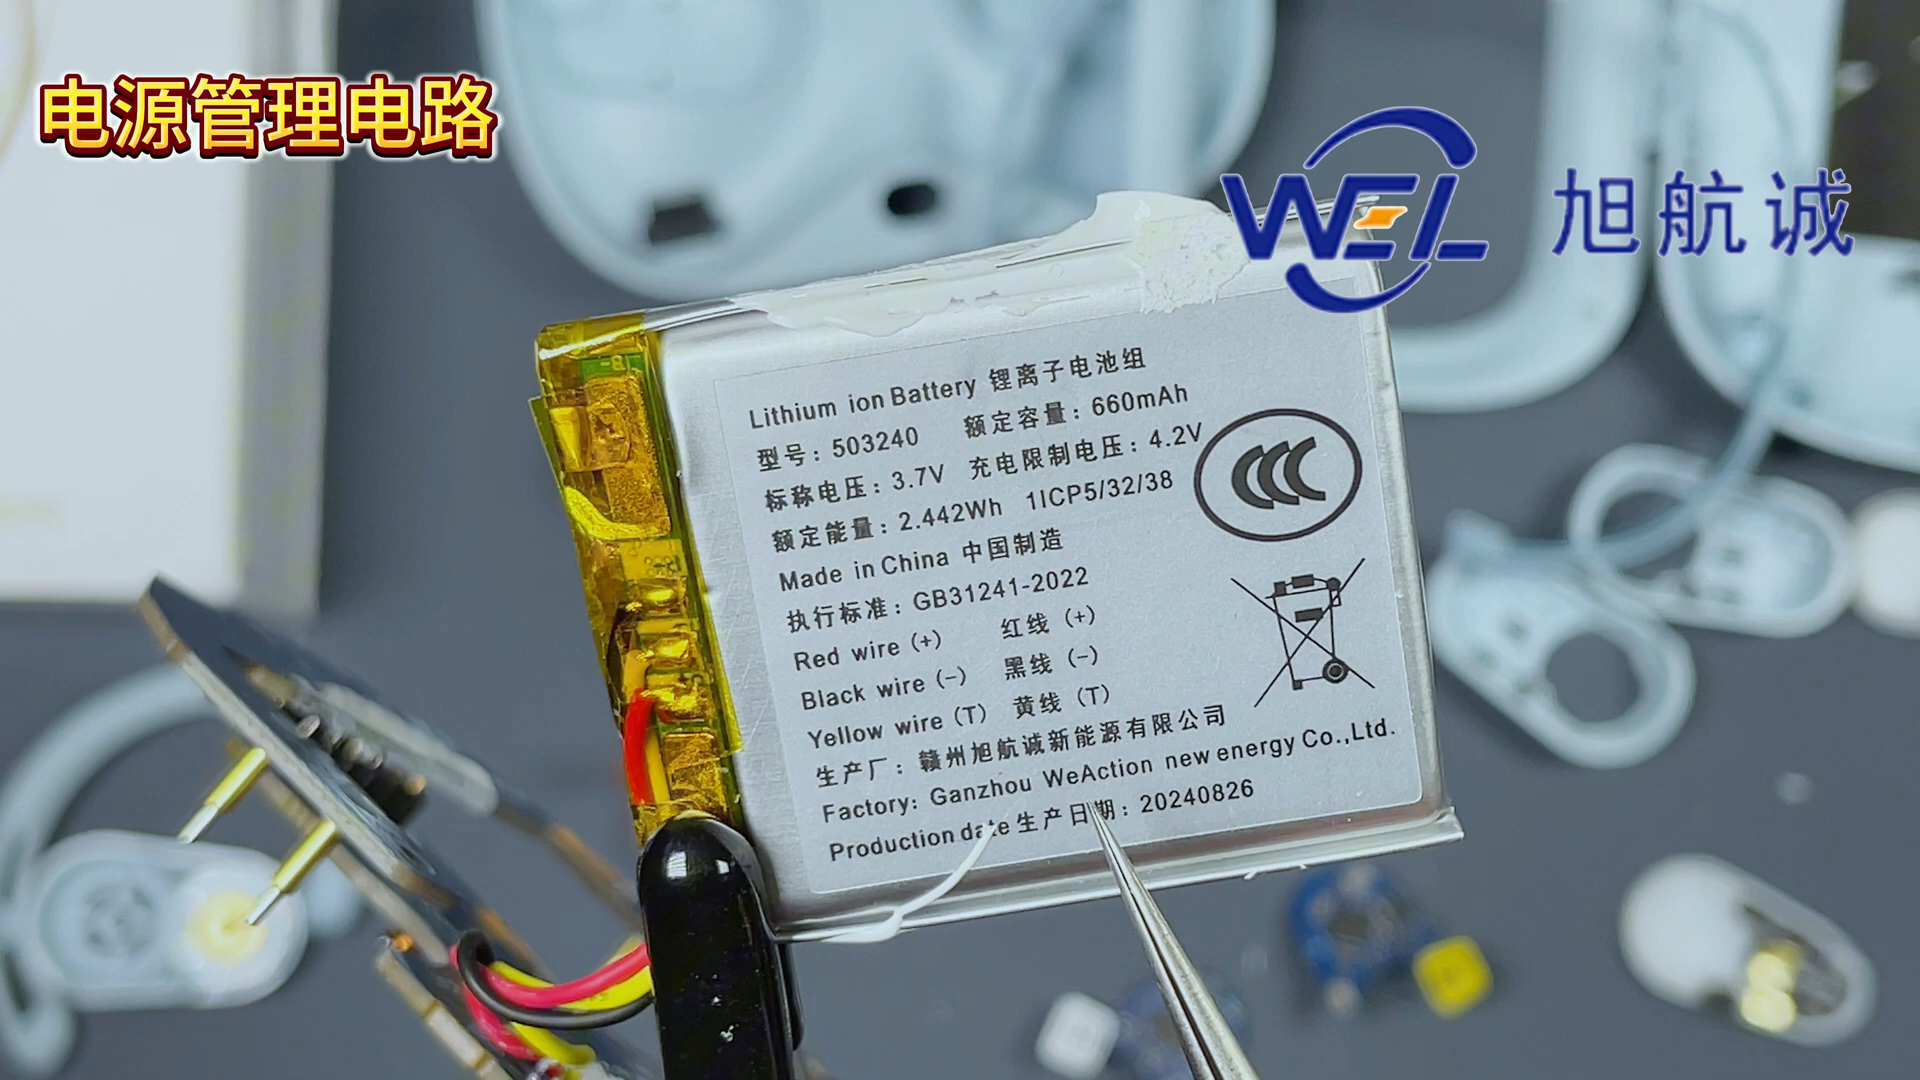 电源管理电路
WEL 旭航诚
Lithium ion Battery 锂离子电池组
型号：503240 额定容量：660mAh
标称电压：3.7V 充电限制电压：4.2V
额定能量：2.442Wh 1ICP5/32/38
Made in China 中国制造
执行标准：GB31241-2022
Red wire (+) 红线 (+)
Black wire (-) 黑线 (-)
Yellow wire (T) 黄线 (T)
生产厂：赣州旭航诚新能源有限公司
Factory: Ganzhou WeAction new energy Co.,Ltd.
Production date 生产日期：20240826
CCC